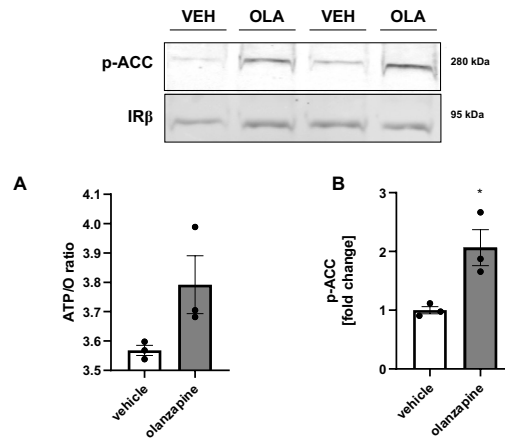 VEH OLA VEH OLA
p-ACC 280 kDa
IRβ 95 kDa
A
ATP/O ratio
4.1
4.0
3.9
3.8
3.7
3.6
3.5
vehicle
olanzapine
B
p-ACC
[fold change]
3
2
1
0
*
vehicle
olanzapine